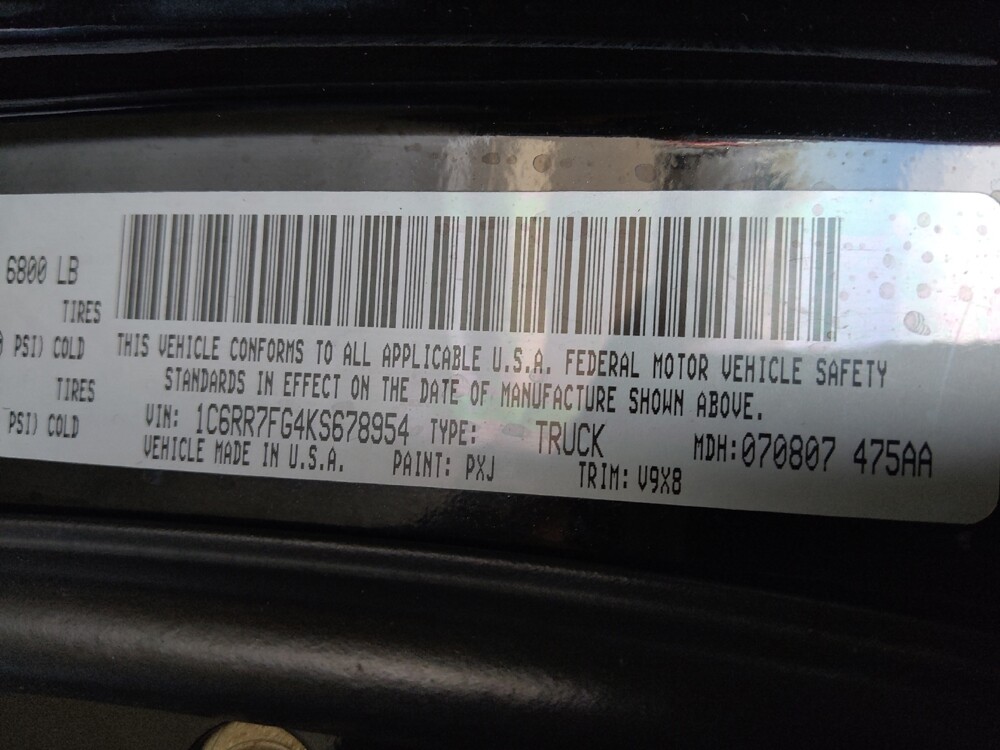 6800 LB
TIRES
PSI) COLD
TIRES
PSI) COLD
THIS VEHICLE CONFORMS TO ALL APPLICABLE U.S.A. FEDERAL MOTOR VEHICLE SAFETY
STANDARDS IN EFFECT ON THE DATE OF MANUFACTURE SHOWN ABOVE.
VIN: 1C6RR7FG4KS678954 TYPE: TRUCK MDH:070807 475AA
VEHICLE MADE IN U.S.A. PAINT: PXJ TRIM: V9X8